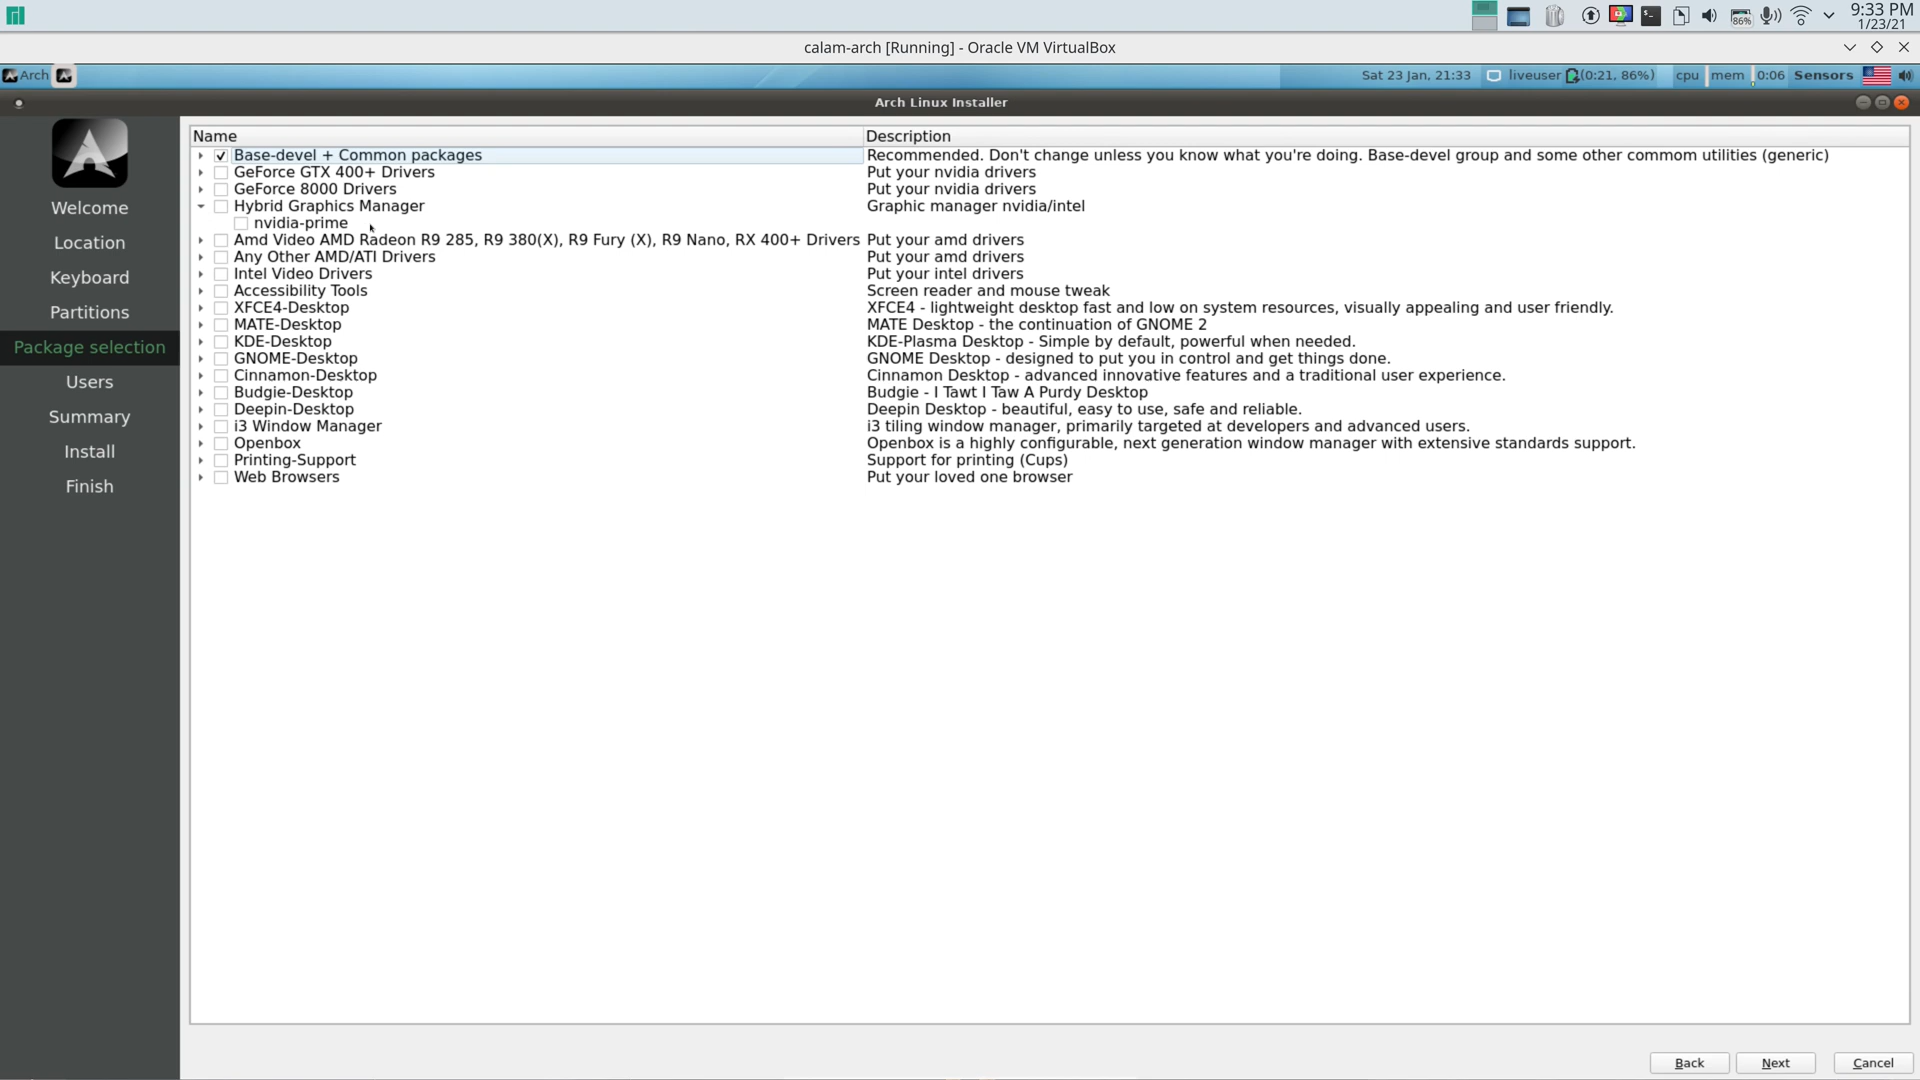 9:33 PM
86%
1/23/21
calam-arch [Running] - Oracle VM VirtualBox
Arch Sat 23 Jan, 21:33 liveuser (0:21, 86%) cpu mem 0:06 Sensors
Arch Linux Installer
Name Description
Base-devel + Common packages Recommended. Don't change unless you know what you're doing. Base-devel group and some other commom utilities (generic)
GeForce GTX 400+ Drivers Put your nvidia drivers
GeForce 8000 Drivers Put your nvidia drivers
Hybrid Graphics Manager Graphic manager nvidia/intel
nvidia-prime
Amd Video AMD Radeon R9 285, R9 380(X), R9 Fury (X), R9 Nano, RX 400+ Drivers Put your amd drivers
Any Other AMD/ATI Drivers Put your amd drivers
Intel Video Drivers Put your intel drivers
Accessibility Tools Screen reader and mouse tweak
XFCE4-Desktop XFCE4 - lightweight desktop fast and low on system resources, visually appealing and user friendly.
MATE-Desktop MATE Desktop - the continuation of GNOME 2
KDE-Desktop KDE-Plasma Desktop - Simple by default, powerful when needed.
GNOME-Desktop GNOME Desktop - designed to put you in control and get things done.
Cinnamon-Desktop Cinnamon Desktop - advanced innovative features and a traditional user experience.
Budgie-Desktop Budgie - I Tawt I Taw A Purdy Desktop
Deepin-Desktop Deepin Desktop - beautiful, easy to use, safe and reliable.
i3 Window Manager i3 tiling window manager, primarily targeted at developers and advanced users.
Openbox Openbox is a highly configurable, next generation window manager with extensive standards support.
Printing-Support Support for printing (Cups)
Web Browsers Put your loved one browser
Welcome
Location
Keyboard
Partitions
Package selection
Users
Summary
Install
Finish
Back Next Cancel